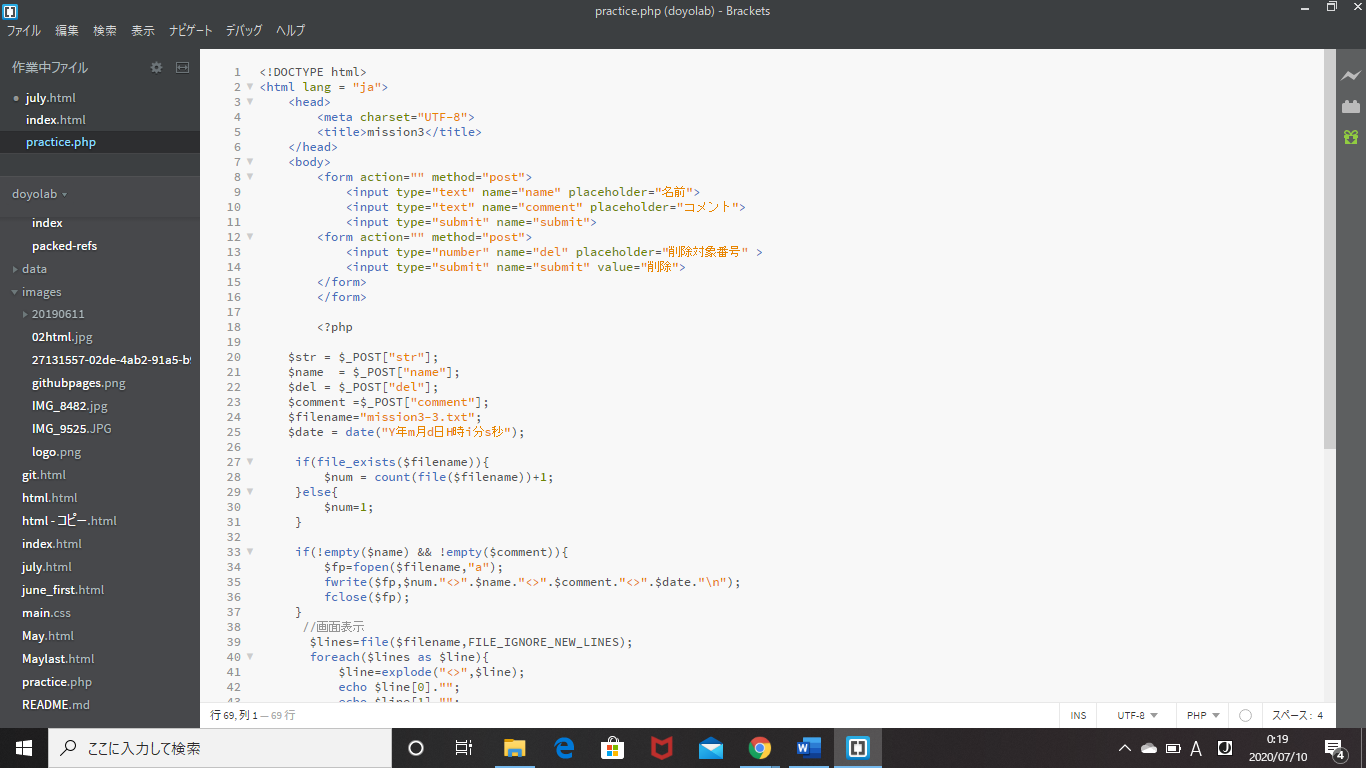 practice.php (doyolab) - Brackets
ファイル 編集 検索 表示 ナビゲート デバッグ ヘルプ
作業中ファイル
july.html
index.html
practice.php
doyolab
index
packed-refs
data
images
20190611
02html.jpg
27131557-02de-4ab2-91a5-b
githubpages.png
IMG_8482.jpg
IMG_9525.JPG
logo.png
git.html
html.html
html - コピー.html
index.html
july.html
june_first.html
main.css
May.html
Maylast.html
practice.php
README.md
1 <!DOCTYPE html>
2 <html lang = "ja">
3 <head>
4 <meta charset="UTF-8">
5 <title>mission3</title>
6 </head>
7 <body>
8 <form action="" method="post">
9 <input type="text" name="name" placeholder="名前">
10 <input type="text" name="comment" placeholder="コメント">
11 <input type="submit" name="submit">
12 <form action="" method="post">
13 <input type="number" name="del" placeholder="削除対象番号" >
14 <input type="submit" name="submit" value="削除">
15 </form>
16 </form>
17
18 <?php
19
20 $str = $_POST["str"];
21 $name  = $_POST["name"];
22 $del = $_POST["del"];
23 $comment =$_POST["comment"];
24 $filename="mission3-3.txt";
25 $date = date("Y年m月d日H時i分s秒");
26
27 if(file_exists($filename)){
28 $num = count(file($filename))+1;
29 }else{
30 $num=1;
31 }
32
33 if(!empty($name) && !empty($comment)){
34 $fp=fopen($filename,"a");
35 fwrite($fp,$num."<>".$name."<>".$comment."<>".$date."\n");
36 fclose($fp);
37 }
38 //画面表示
39 $lines=file($filename,FILE_IGNORE_NEW_LINES);
40 foreach($lines as $line){
41 $line=explode("<>",$line);
42 echo $line[0]."";
43 echo $line[1]."";
行 69, 列 1 — 69 行
INS UTF-8 PHP スペース: 4
ここに入力して検索
A
0:19
2020/07/10
4